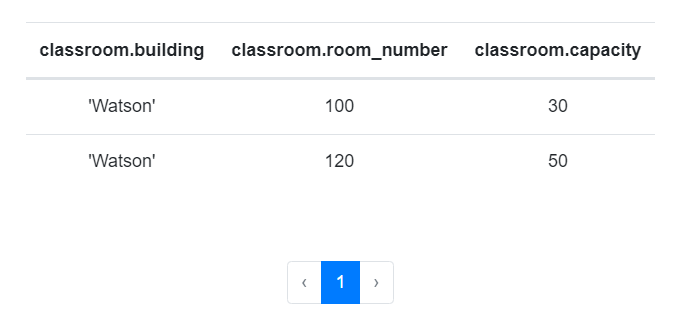 classroom.building classroom.room_number classroom.capacity
'Watson' 100 30
'Watson' 120 50
‹ 1 ›